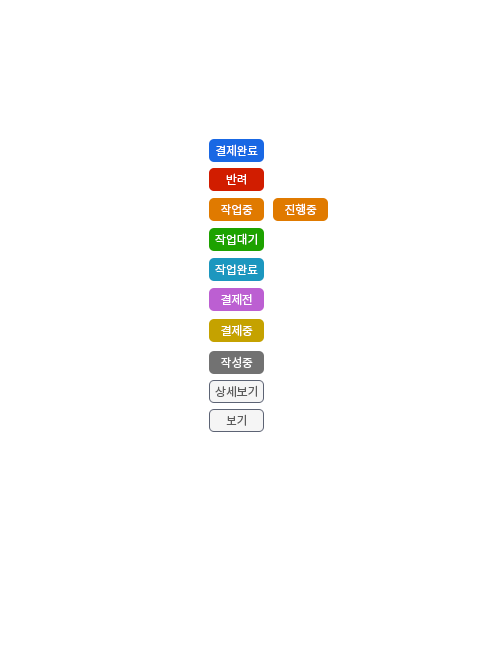 결제완료
반려
작업중 진행중
작업대기
작업완료
결제전
결제중
작성중
상세보기
보기